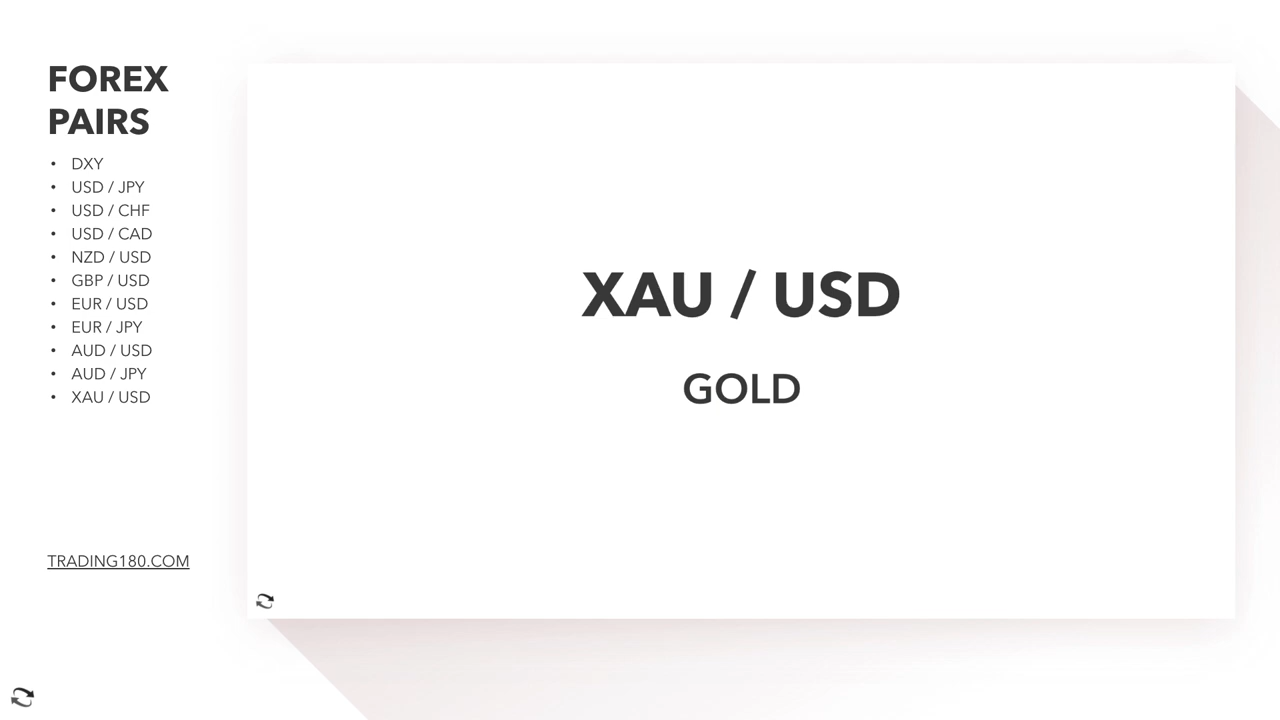 FOREX
PAIRS
• DXY
• USD / JPY
• USD / CHF
• USD / CAD
• NZD / USD
• GBP / USD
• EUR / USD
• EUR / JPY
• AUD / USD
• AUD / JPY
• XAU / USD
TRADING180.COM
XAU / USD
GOLD